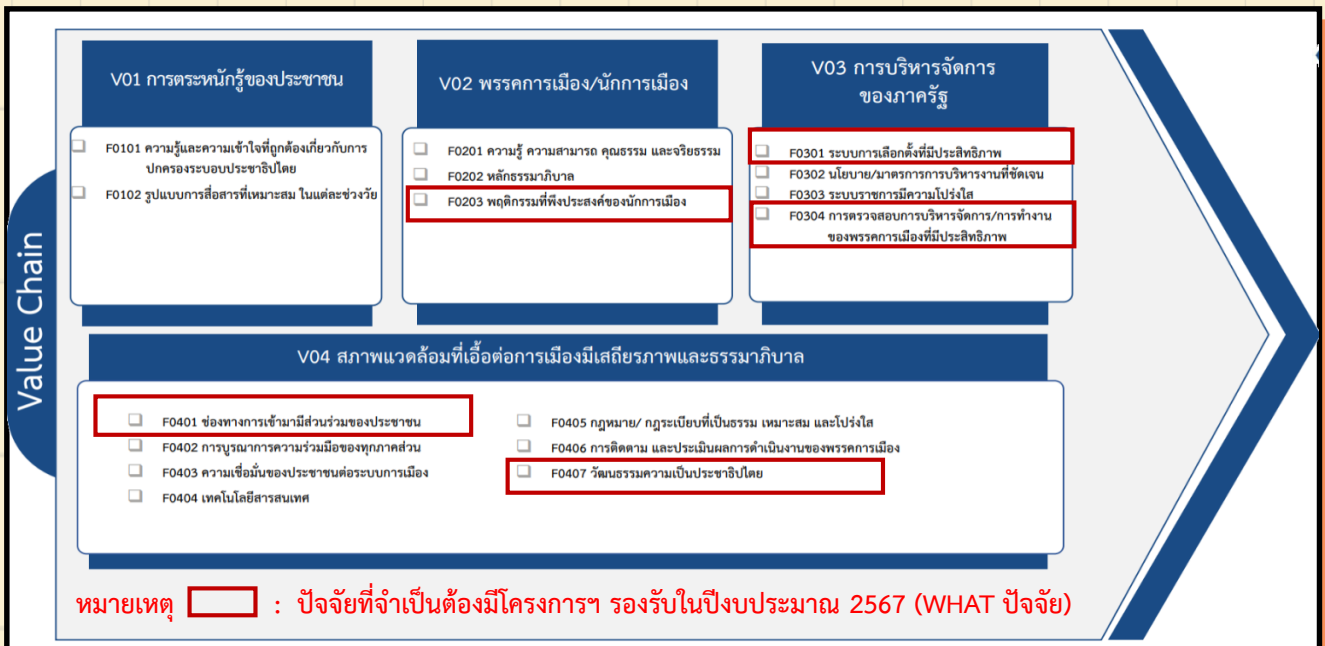 Value Chain
V01 การตระหนักรู้ของประชาชน
F0101 ความรู้และความเข้าใจที่ถูกต้องเกี่ยวกับการ
ปกครองระบอบประชาธิปไตย
F0102 รูปแบบการสื่อสารที่เหมาะสม ในแต่ละช่วงวัย
V02 พรรคการเมือง/นักการเมือง
F0201 ความรู้ ความสามารถ คุณธรรม และจริยธรรม
F0202 หลักธรรมาภิบาล
F0203 พฤติกรรมที่พึงประสงค์ของนักการเมือง
V03 การบริหารจัดการ
ของภาครัฐ
F0301 ระบบการเลือกตั้งที่มีประสิทธิภาพ
F0302 นโยบาย/มาตรการการบริหารงานที่ชัดเจน
F0303 ระบบราชการมีความโปร่งใส
F0304 การตรวจสอบการบริหารจัดการ/การทำงาน
ของพรรคการเมืองที่มีประสิทธิภาพ
V04 สภาพแวดล้อมที่เอื้อต่อการเมืองมีเสถียรภาพและธรรมาภิบาล
F0401 ช่องทางการเข้ามามีส่วนร่วมของประชาชน
F0402 การบูรณาการความร่วมมือของทุกภาคส่วน
F0403 ความเชื่อมั่นของประชาชนต่อระบบการเมือง
F0404 เทคโนโลยีสารสนเทศ
F0405 กฎหมาย/ กฎระเบียบที่เป็นธรรม เหมาะสม และโปร่งใส
F0406 การติดตาม และประเมินผลการดำเนินงานของพรรคการเมือง
F0407 วัฒนธรรมความเป็นประชาธิปไตย
หมายเหตุ : ปัจจัยที่จำเป็นต้องมีโครงการฯ รองรับในปีงบประมาณ 2567 (WHAT ปัจจัย)